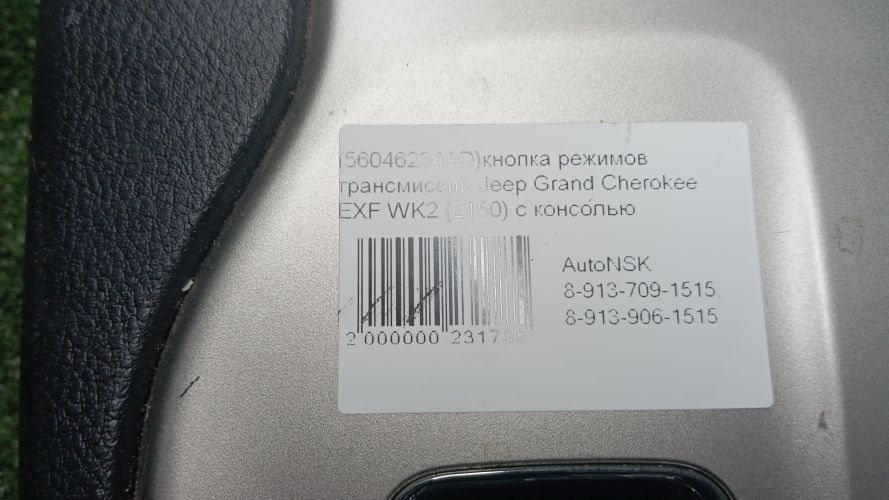 (56046234AD)кнопка режимов
трансмиссии Jeep Grand Cherokee
EXF WK2 (2150) с консолью
AutoNSK
8-913-709-1515,
8-913-906-1515
2 000000